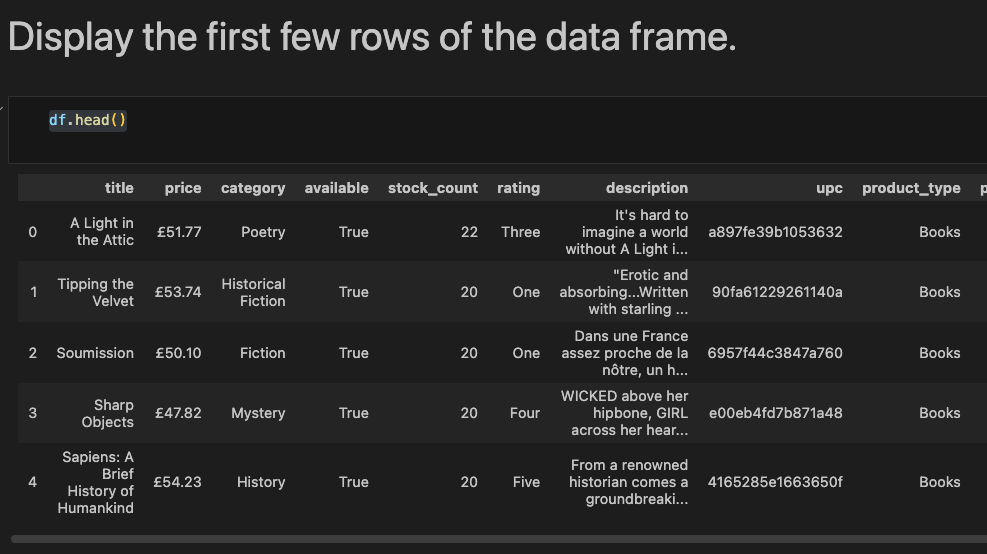 Display the first few rows of the data frame.
df.head()
title price category available stock_count rating description upc product_type p
0 A Light in the Attic £51.77 Poetry True 22 Three It's hard to imagine a world without A Light i... a897fe39b1053632 Books
1 Tipping the Velvet £53.74 Historical Fiction True 20 One "Erotic and absorbing...Written with starling ... 90fa61229261140a Books
2 Soumission £50.10 Fiction True 20 One Dans une France assez proche de la nôtre, un h... 6957f44c3847a760 Books
3 Sharp Objects £47.82 Mystery True 20 Four WICKED above her hipbone, GIRL across her hear... e00eb4fd7b871a48 Books
4 Sapiens: A Brief History of Humankind £54.23 History True 20 Five From a renowned historian comes a groundbreaki... 4165285e1663650f Books